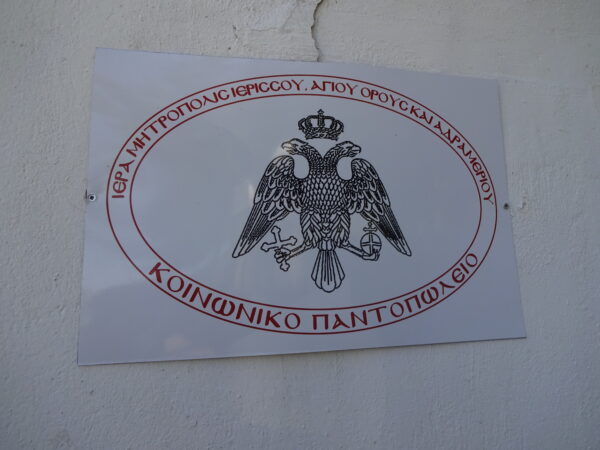 ΙΕΡΑ ΜΗΤΡΟΠΟΛΙϹ ΙΕΡΙϹϹΟΥ, ΑΓΙΟΥ ΟΡΟΥϹ ΚΑΙ ΑΡΔΑΜΕΡΙΟΥ
ΚΟΙΝΩΝΙΚΟ ΠΑΝΤΟΠΩΛΕΙΟ